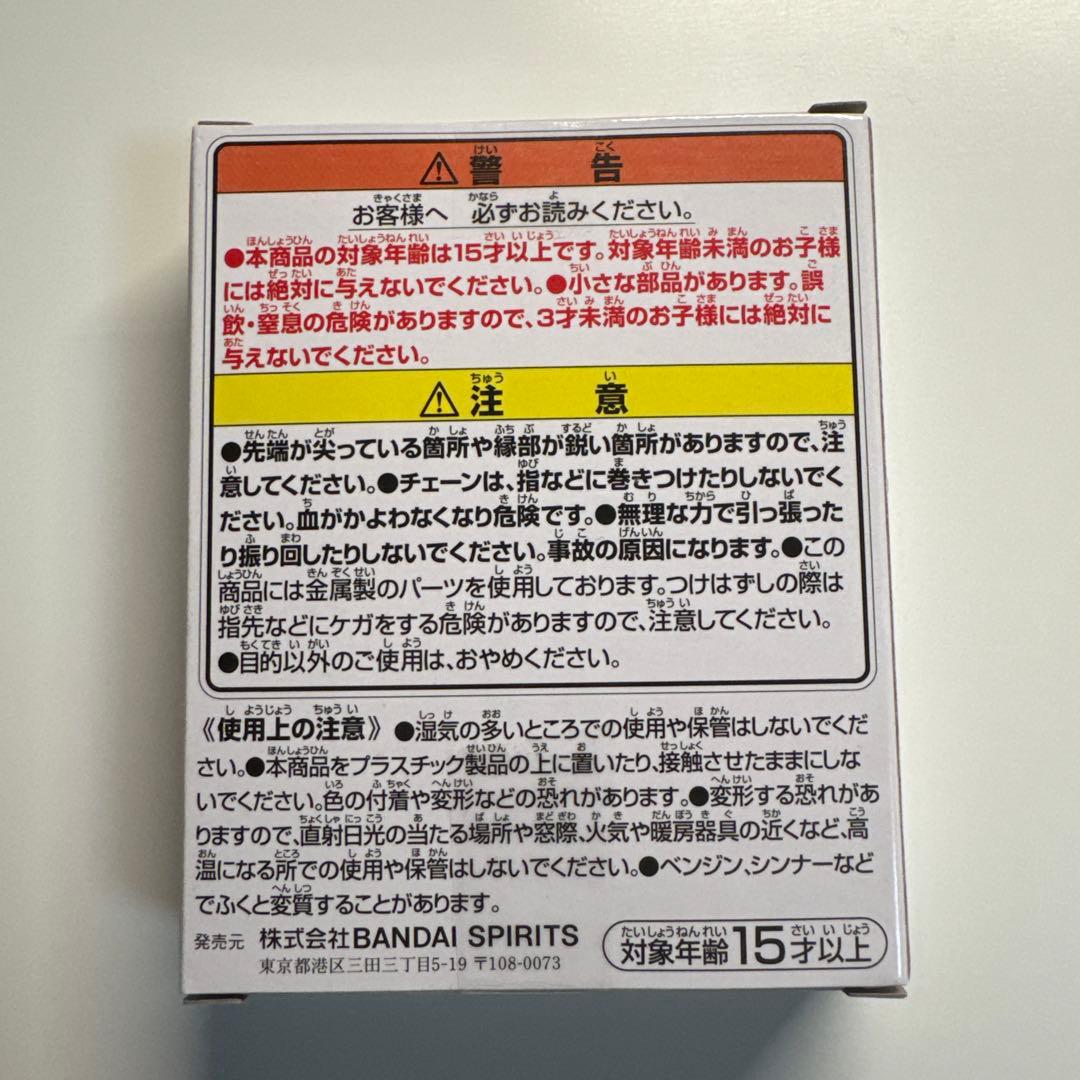 ⚠警告
お客様へ 必ずお読みください。
●本商品の対象年齢は15才以上です。対象年齢未満のお子様
には絶対に与えないでください。●小さな部品があります。誤
飲・窒息の危険がありますので、3才未満のお子様には絶対に
与えないでください。
⚠注意
●先端が尖っている箇所や縁部が鋭い箇所がありますので、注
意してください。●チェーンは、指などに巻きつけたりしないでく
ださい。血がかよわなくなり危険です。●無理な力で引っ張った
り振り回したりしないでください。事故の原因になります。●この
商品には金属製のパーツを使用しております。つけはずしの際は
指先などにケガをする危険がありますので、注意してください。
●目的以外のご使用は、おやめください。
《使用上の注意》●湿気の多いところでの使用や保管はしないでくだ
さい。●本商品をプラスチック製品の上に置いたり、接触させたままにしな
いでください。色の付着や変形などの恐れがあります。●変形する恐れがあ
りますので、直射日光の当たる場所や窓際、火気や暖房器具の近くなど、高
温になる所での使用や保管はしないでください。●ベンジン、シンナーなど
でふくと変質することがあります。
発売元 株式会社BANDAI SPIRITS
東京都港区三田三丁目5-19 〒108-0073
対象年齢15才以上